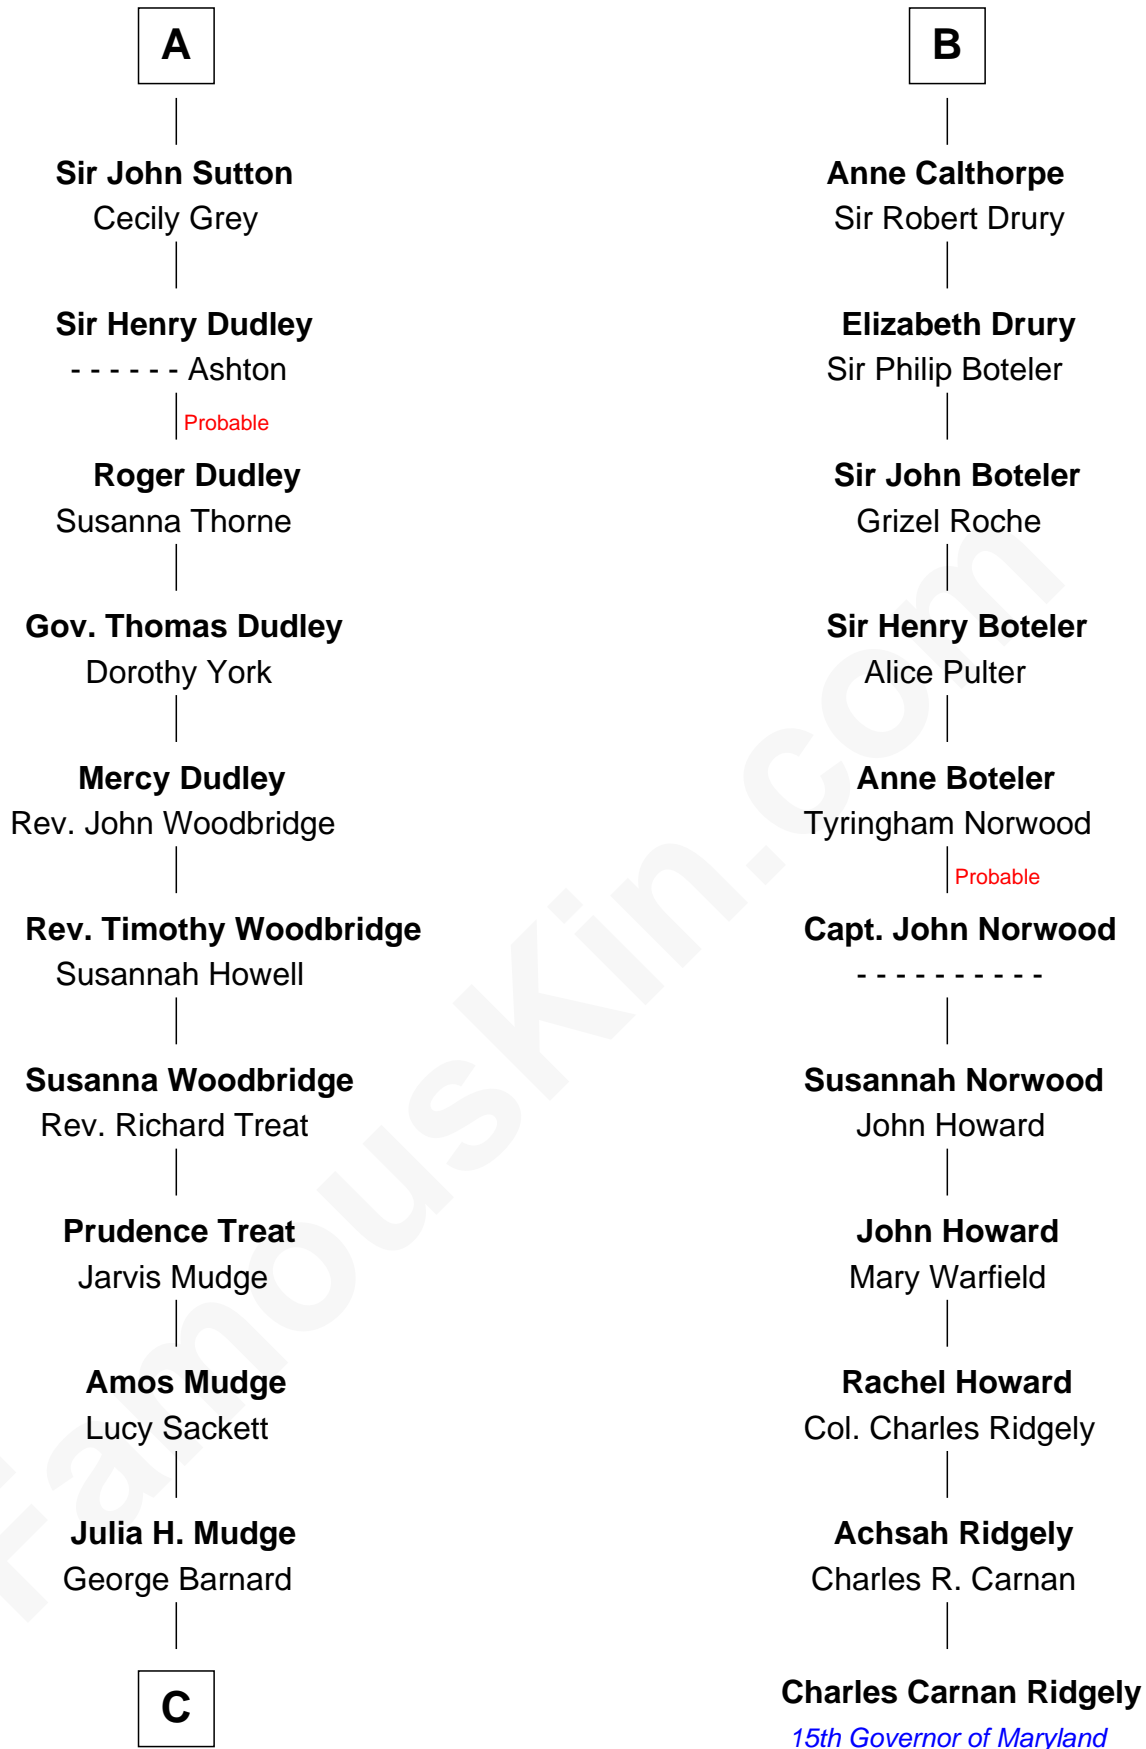 A
Sir John Sutton
Cecily Grey
Sir Henry Dudley
- - - - - - Ashton
Probable
Roger Dudley
Susanna Thorne
Gov. Thomas Dudley
Dorothy York
Mercy Dudley
Rev. John Woodbridge
Rev. Timothy Woodbridge
Susannah Howell
Susanna Woodbridge
Rev. Richard Treat
Prudence Treat
Jarvis Mudge
Amos Mudge
Lucy Sackett
Julia H. Mudge
George Barnard
C
B
Anne Calthorpe
Sir Robert Drury
Elizabeth Drury
Sir Philip Boteler
Sir John Boteler
Grizel Roche
Sir Henry Boteler
Alice Pulter
Anne Boteler
Tyringham Norwood
Probable
Capt. John Norwood
- - - - - - - - - -
Susannah Norwood
John Howard
John Howard
Mary Warfield
Rachel Howard
Col. Charles Ridgely
Achsah Ridgely
Charles R. Carnan
Charles Carnan Ridgely
15th Governor of Maryland
FamousKin.com